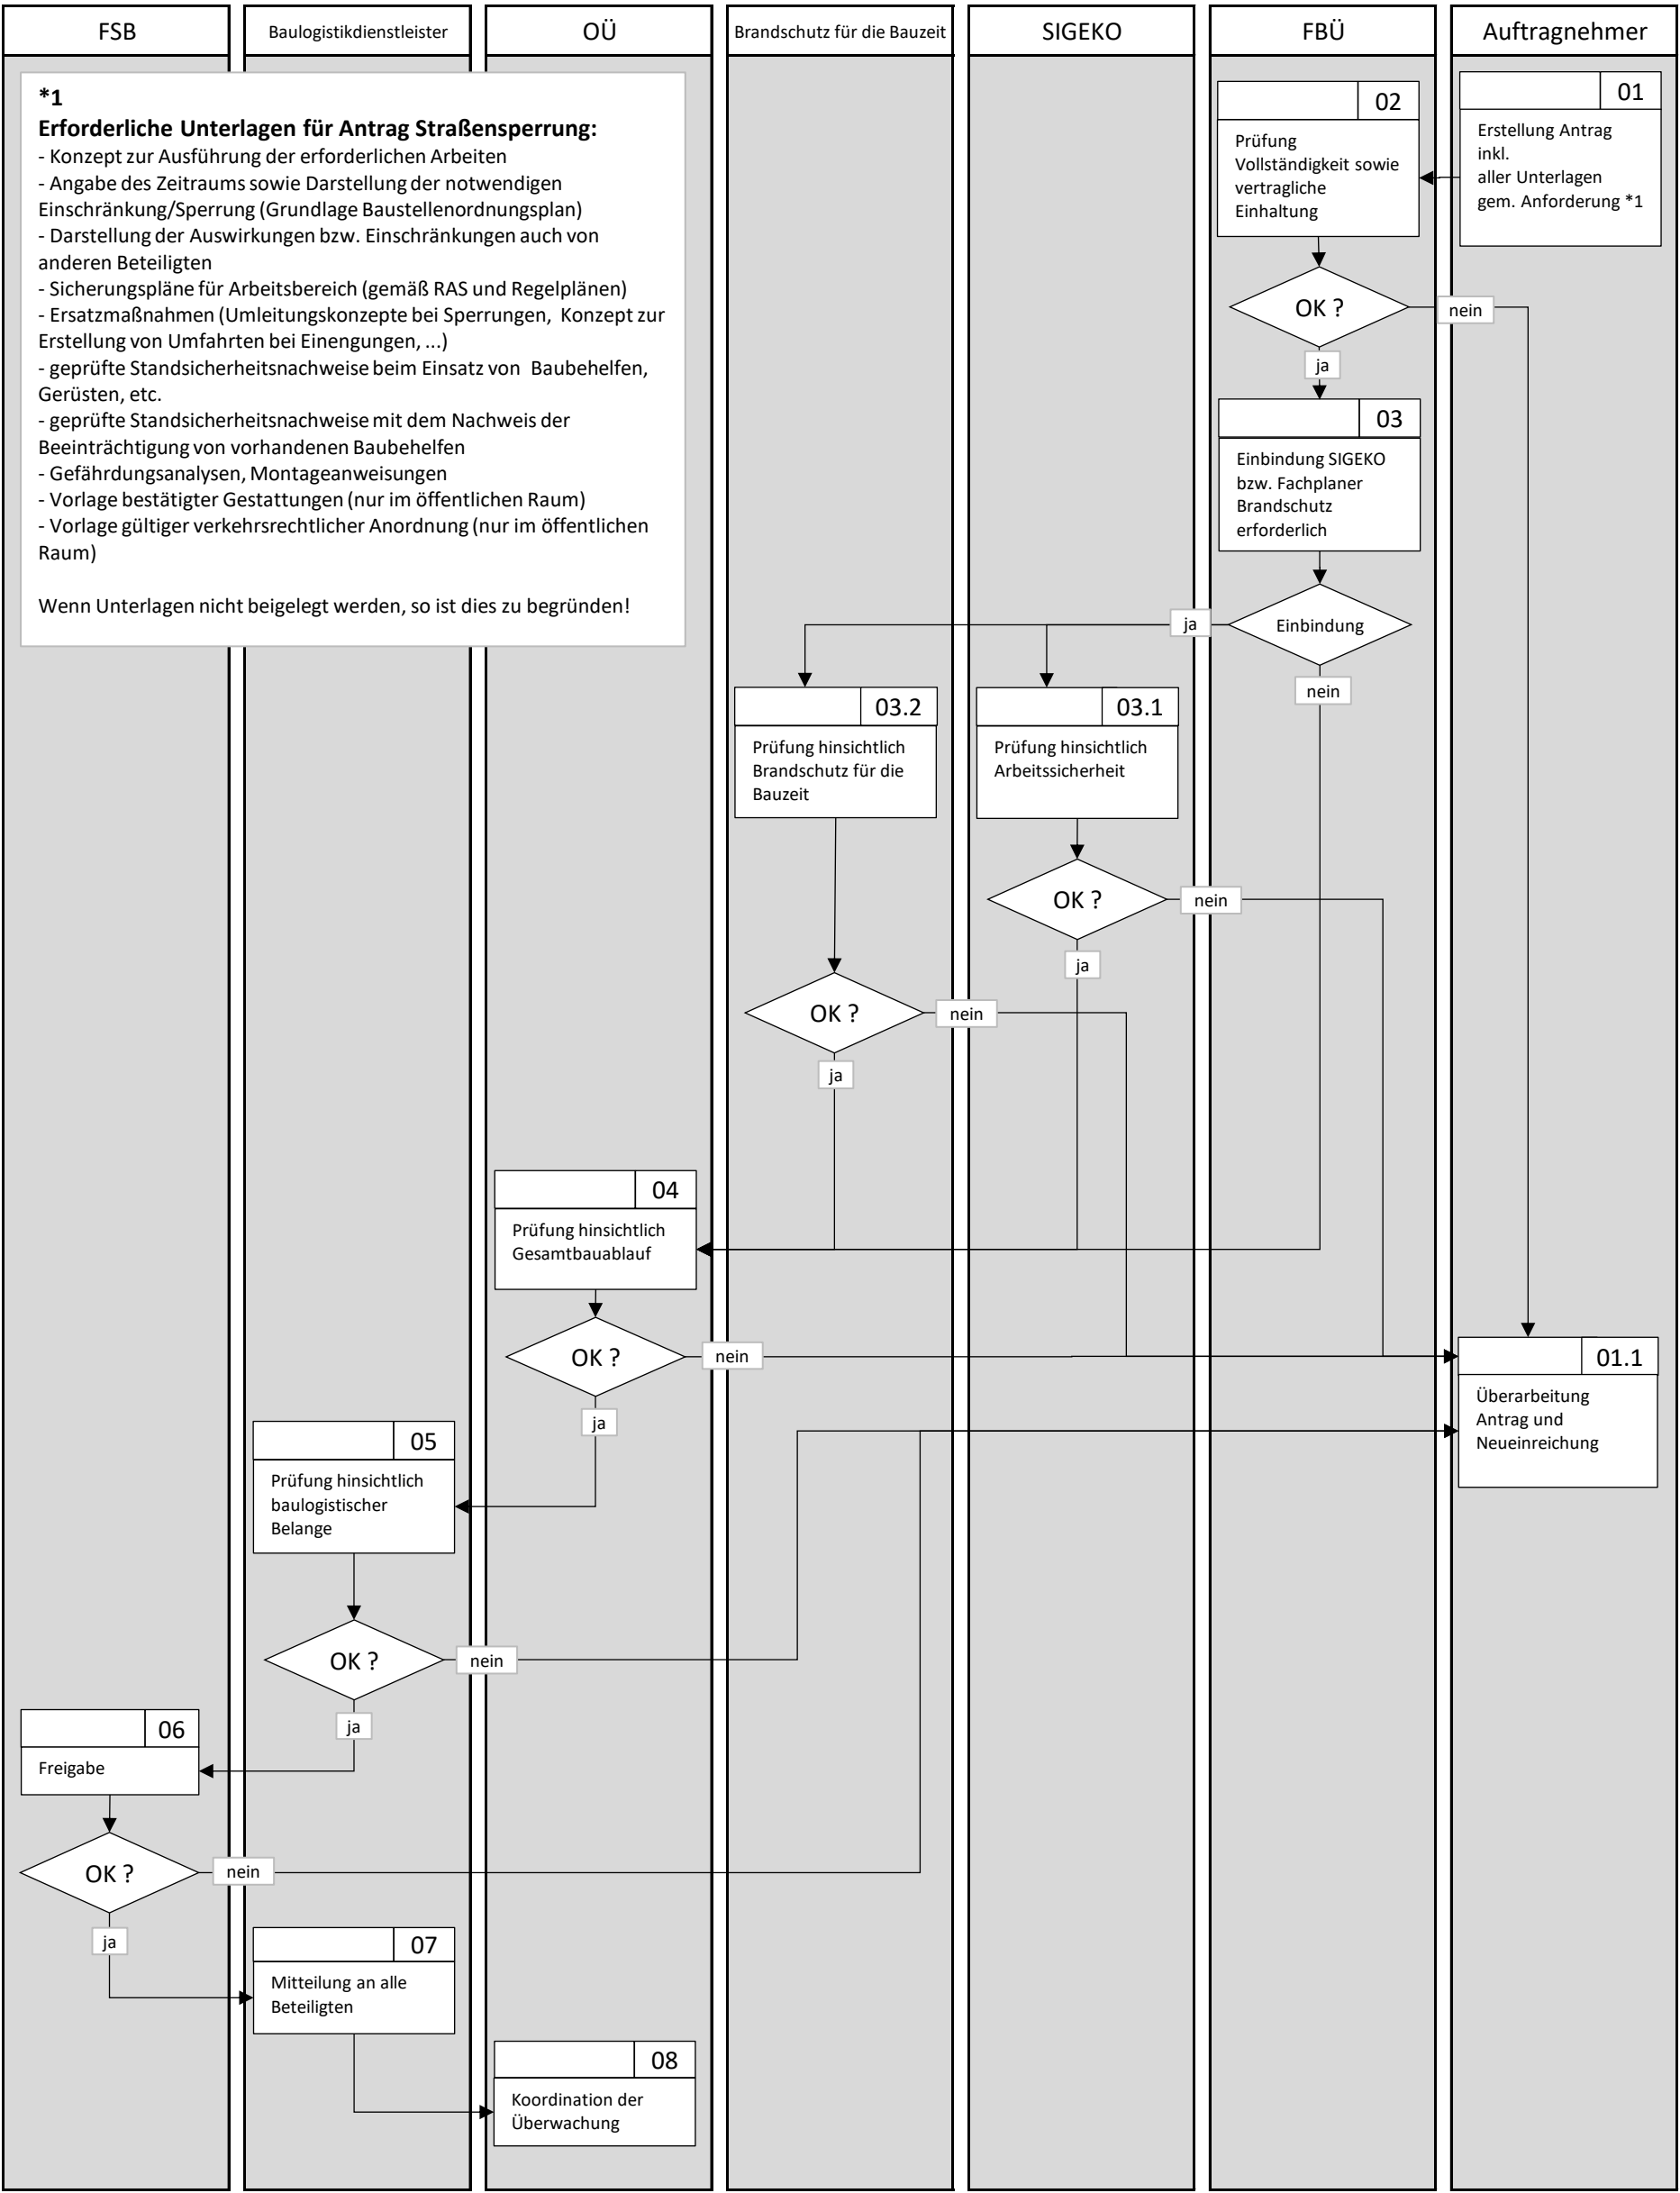 FSB
Baulogistikdienstleister
OÜ
Brandschutz für die Bauzeit
SIGEKO
FBÜ
Auftragnehmer
*1
Erforderliche Unterlagen für Antrag Straßensperrung:
- Konzept zur Ausführung der erforderlichen Arbeiten
- Angabe des Zeitraums sowie Darstellung der notwendigen
Einschränkung/Sperrung (Grundlage Baustellenordnungsplan)
- Darstellung der Auswirkungen bzw. Einschränkungen auch von
anderen Beteiligten
- Sicherungspläne für Arbeitsbereich (gemäß RAS und Regelplänen)
- Ersatzmaßnahmen (Umleitungskonzepte bei Sperrungen, Konzept zur
Erstellung von Umfahrten bei Einengungen, ...)
- geprüfte Standsicherheitsnachweise beim Einsatz von Baubehelfen,
Gerüsten, etc.
- geprüfte Standsicherheitsnachweise mit dem Nachweis der
Beeinträchtigung von vorhandenen Baubehelfen
- Gefährdungsanalysen, Montageanweisungen
- Vorlage bestätigter Gestattungen (nur im öffentlichen Raum)
- Vorlage gültiger verkehrsrechtlicher Anordnung (nur im öffentlichen
Raum)
Wenn Unterlagen nicht beigelegt werden, so ist dies zu begründen!
01
Erstellung Antrag
inkl.
aller Unterlagen
gem. Anforderung *1
02
Prüfung
Vollständigkeit sowie
vertragliche
Einhaltung
OK ?
nein
ja
03
Einbindung SIGEKO
bzw. Fachplaner
Brandschutz
erforderlich
Einbindung
ja
nein
03.2
Prüfung hinsichtlich
Brandschutz für die
Bauzeit
03.1
Prüfung hinsichtlich
Arbeitssicherheit
OK ?
nein
ja
OK ?
nein
ja
04
Prüfung hinsichtlich
Gesamtbauablauf
OK ?
nein
ja
01.1
Überarbeitung
Antrag und
Neueinreichung
05
Prüfung hinsichtlich
baulogistischer
Belange
OK ?
nein
ja
06
Freigabe
OK ?
nein
ja
07
Mitteilung an alle
Beteiligten
08
Koordination der
Überwachung